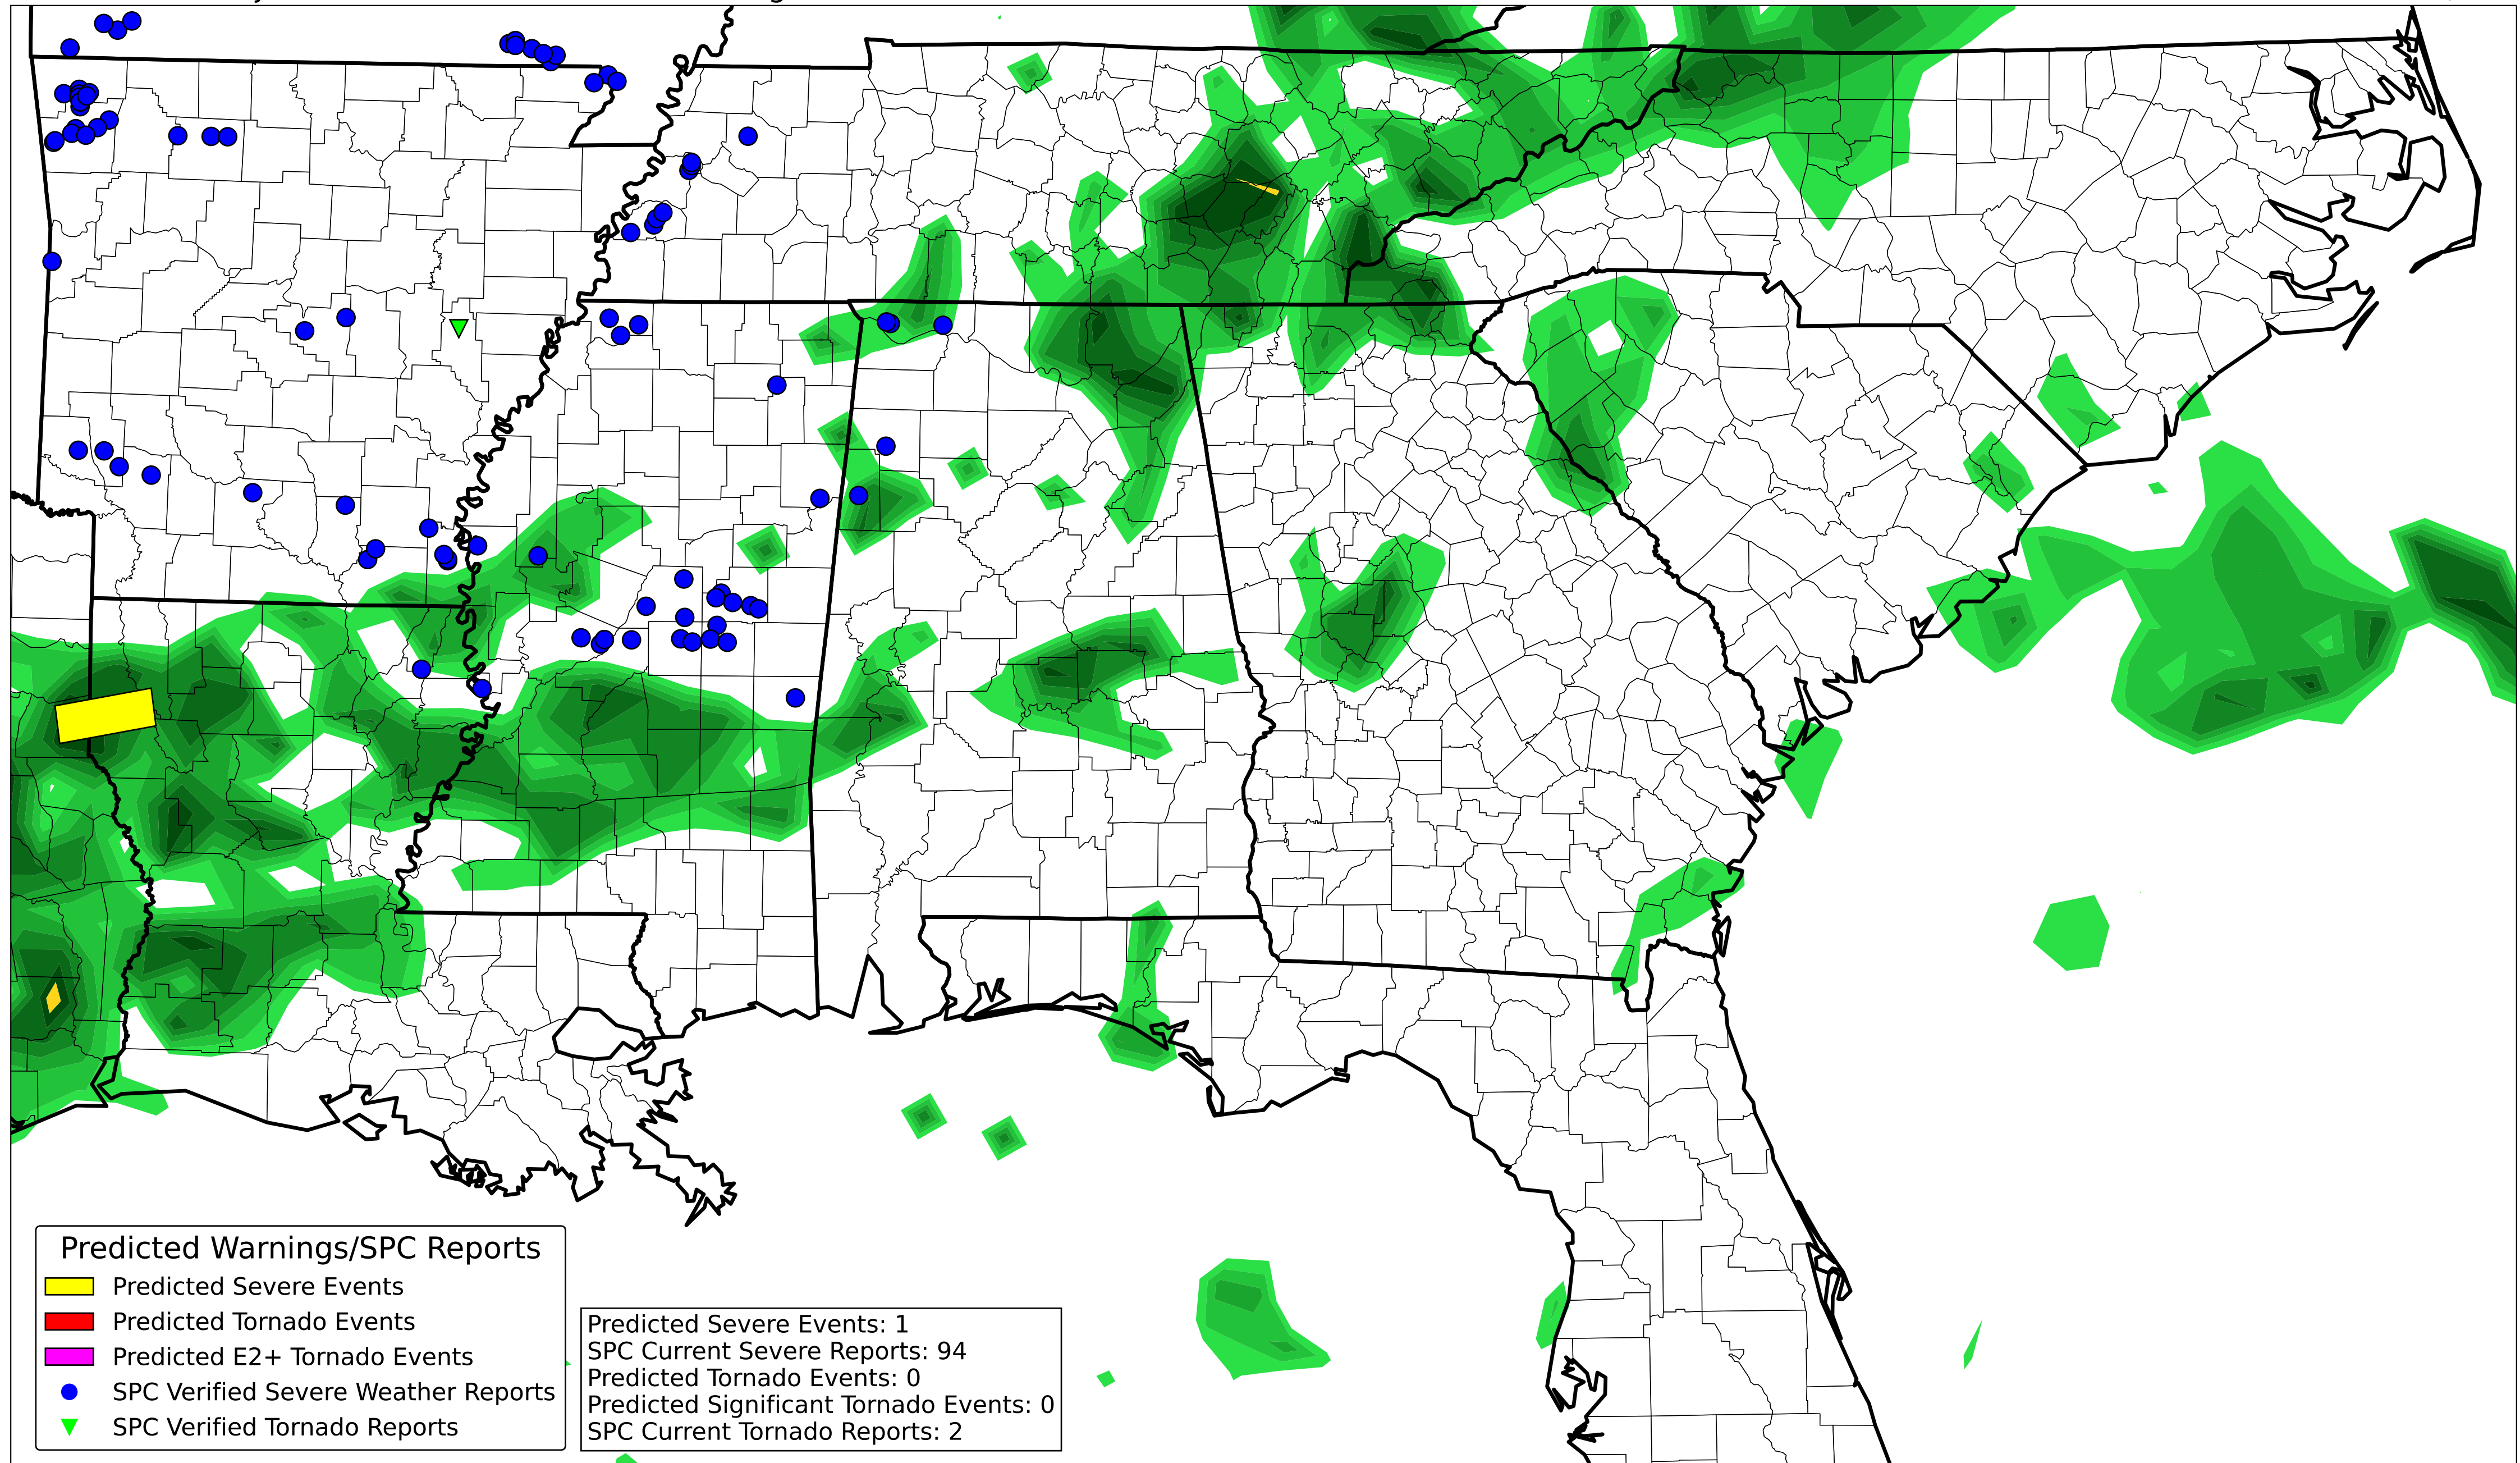 Predicted Warnings/SPC Reports
Predicted Severe Events
Predicted Tornado Events
Predicted E2+ Tornado Events
SPC Verified Severe Weather Reports
SPC Verified Tornado Reports
Predicted Severe Events: 1
SPC Current Severe Reports: 94
Predicted Tornado Events: 0
Predicted Significant Tornado Events: 0
SPC Current Tornado Reports: 2